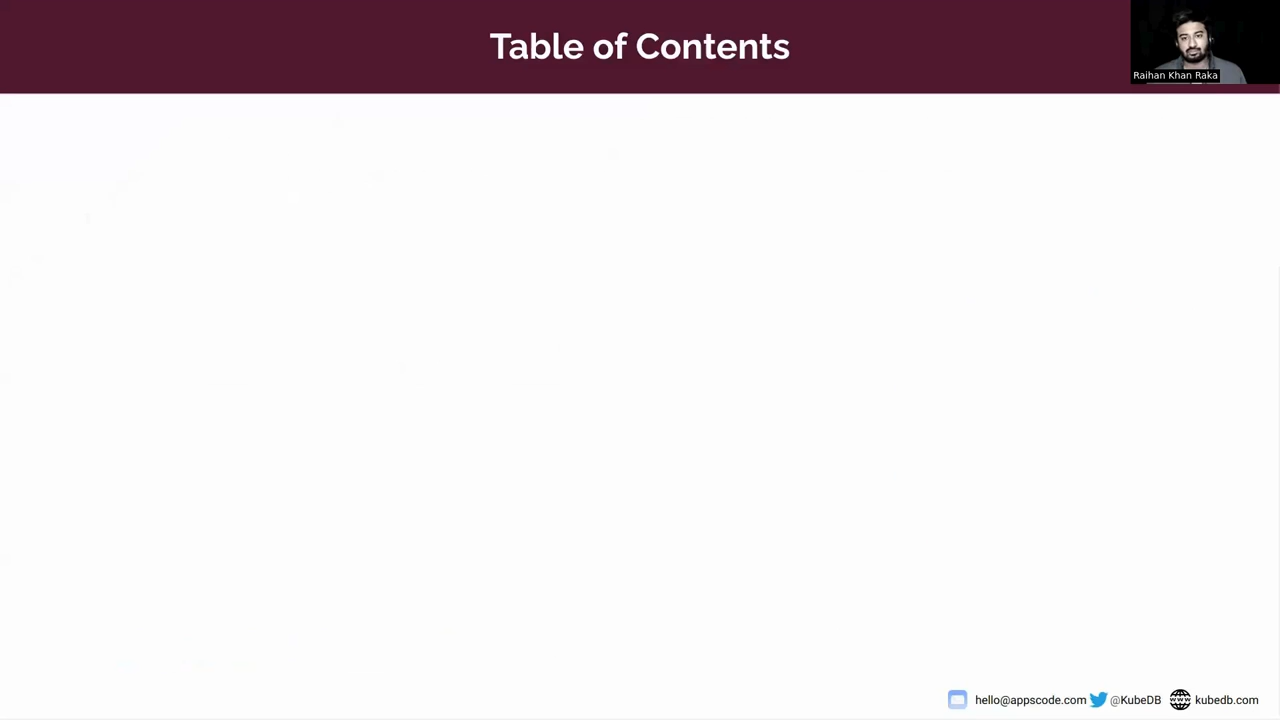 Table of Contents
Raihan Khan Raka
hello@appscode.com @KubeDB kubedb.com